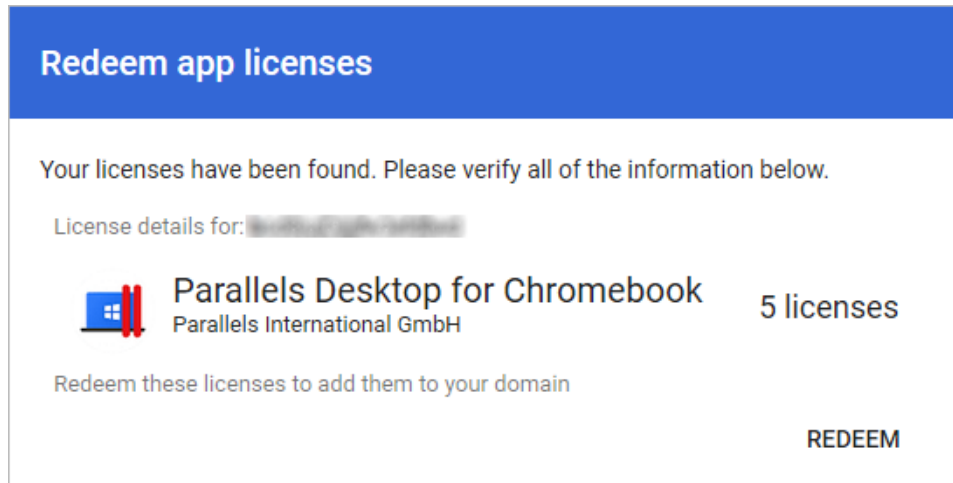 Redeem app licenses
Your licenses have been found. Please verify all of the information below.
License details for:
Parallels Desktop for Chromebook
Parallels International GmbH
5 licenses
Redeem these licenses to add them to your domain
REDEEM